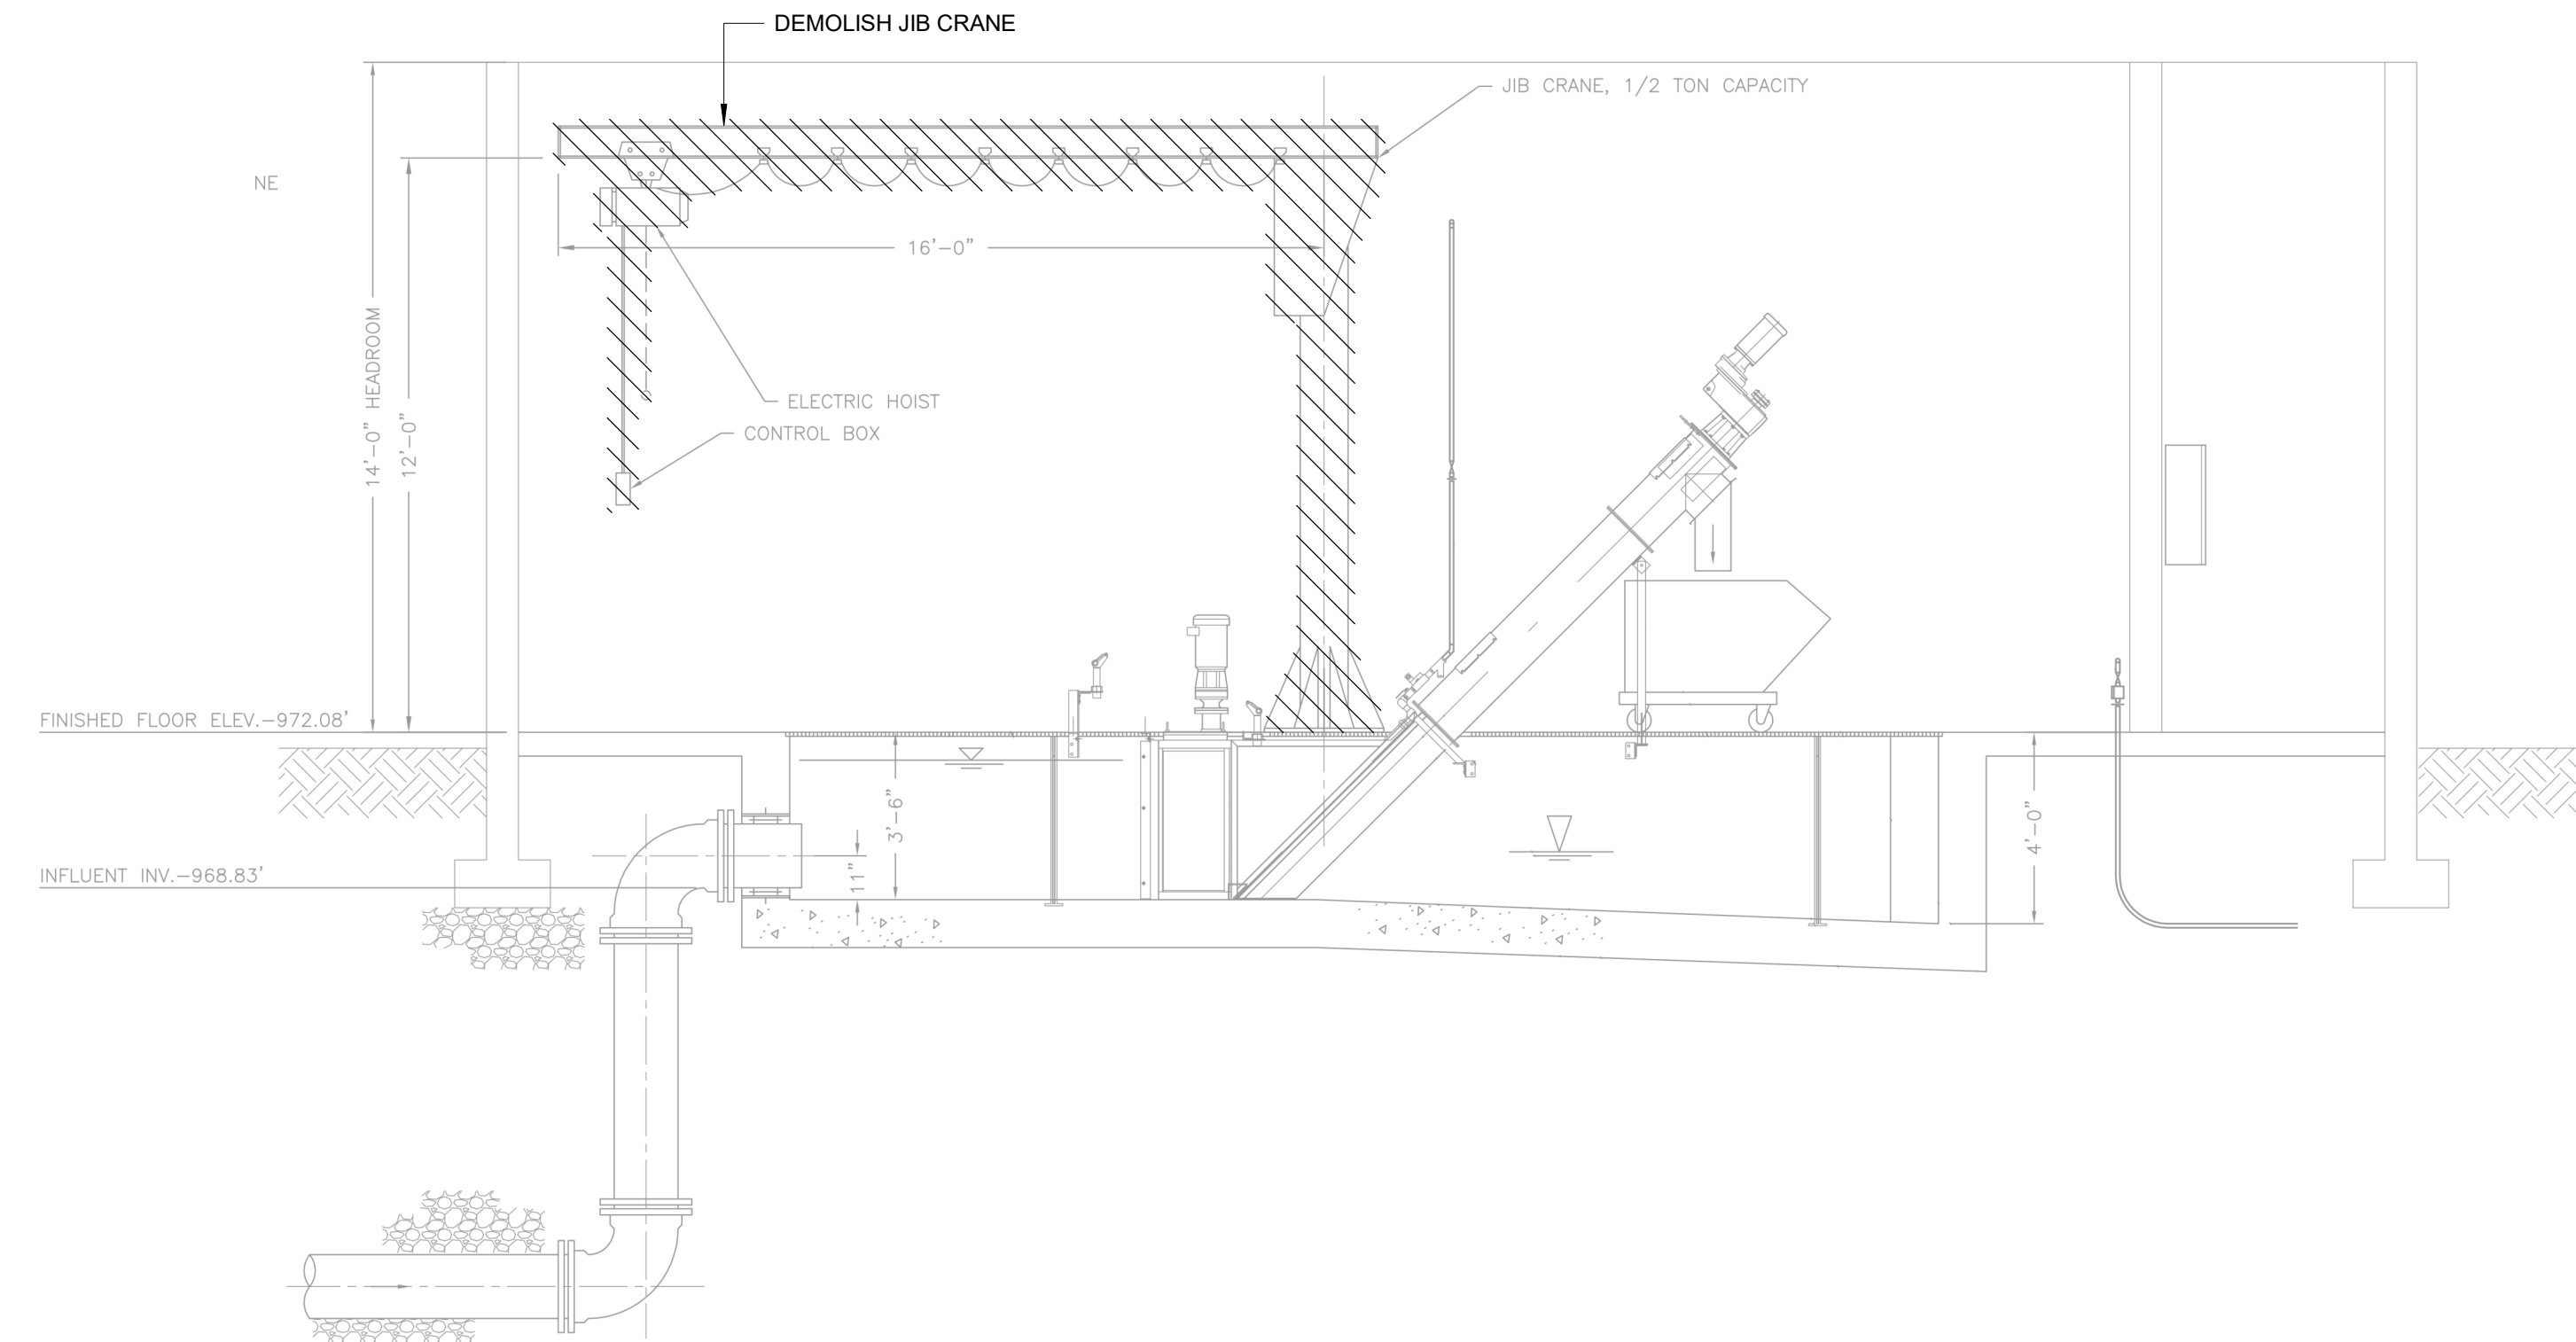 DEMOLISH JIB CRANE
JIB CRANE, 1/2 TON CAPACITY
NE
16'-0"
14'-0" HEADROOM
12'-0"
ELECTRIC HOIST
CONTROL BOX
FINISHED FLOOR ELEV.-972.08'
3'-6"
4'-0"
INFLUENT INV.-968.83'
11"